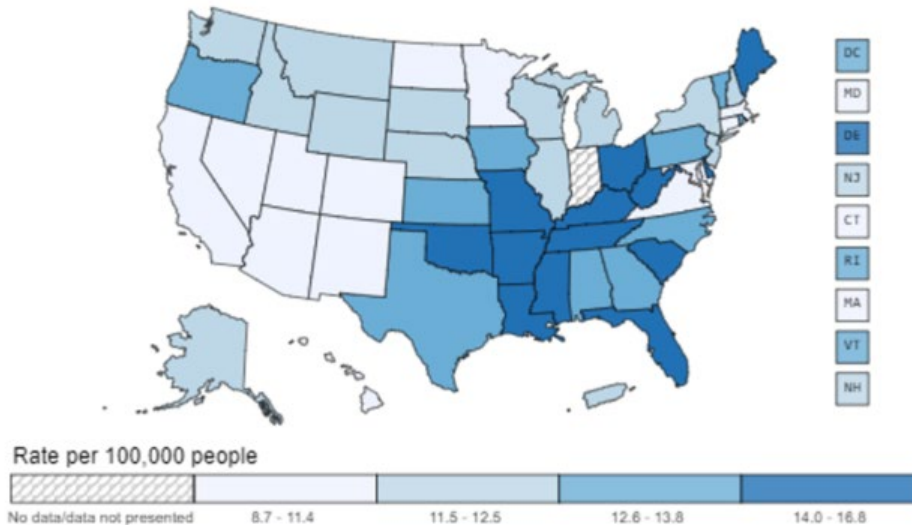 DC
MD
DE
NJ
CT
RI
MA
VT
NH
Rate per 100,000 people
No data/data not presented
8.7 - 11.4
11.5 - 12.5
12.6 - 13.8
14.0 - 16.8